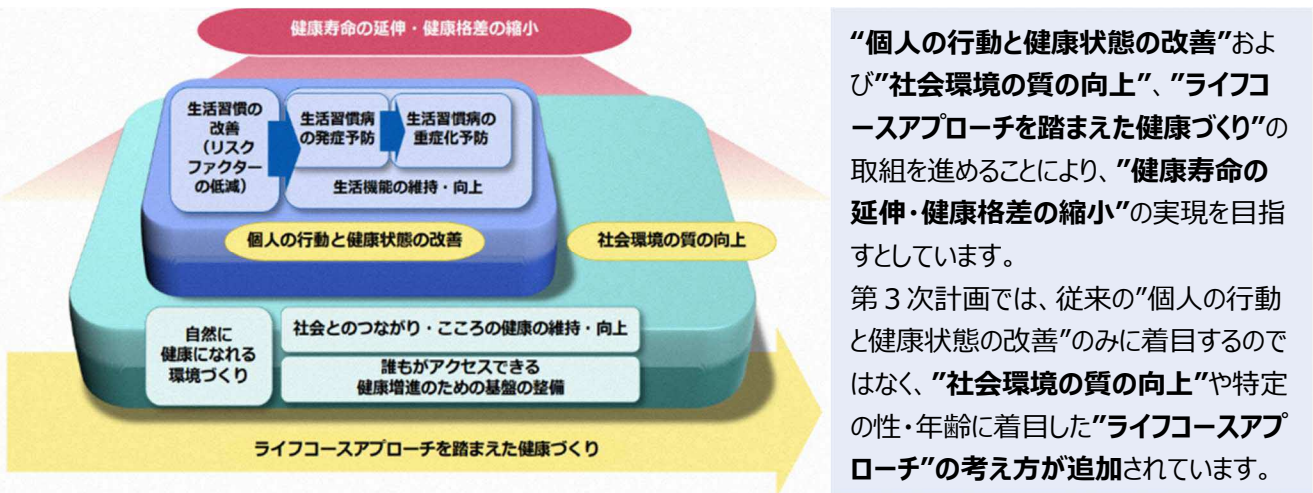 健康寿命の延伸・健康格差の縮小
生活習慣の
改善
（リスク
ファクター
の低減）
生活習慣病
の発症予防
生活習慣病の
重症化予防
生活機能の維持・向上
個人の行動と健康状態の改善
社会環境の質の向上
自然に
健康になれる
環境づくり
社会とのつながり・こころの健康の維持・向上
誰もがアクセスできる
健康増進のための基盤の整備
ライフコースアプローチを踏まえた健康づくり
“個人の行動と健康状態の改善”およ
び”社会環境の質の向上”、”ライフコ
ースアプローチを踏まえた健康づくり”の
取組を進めることにより、”健康寿命の
延伸・健康格差の縮小”の実現を目指
すとしています。
第３次計画では、従来の”個人の行動
と健康状態の改善”のみに着目するので
はなく、”社会環境の質の向上”や特定
の性・年齢に着目した”ライフコースアプ
ローチ”の考え方が追加されています。